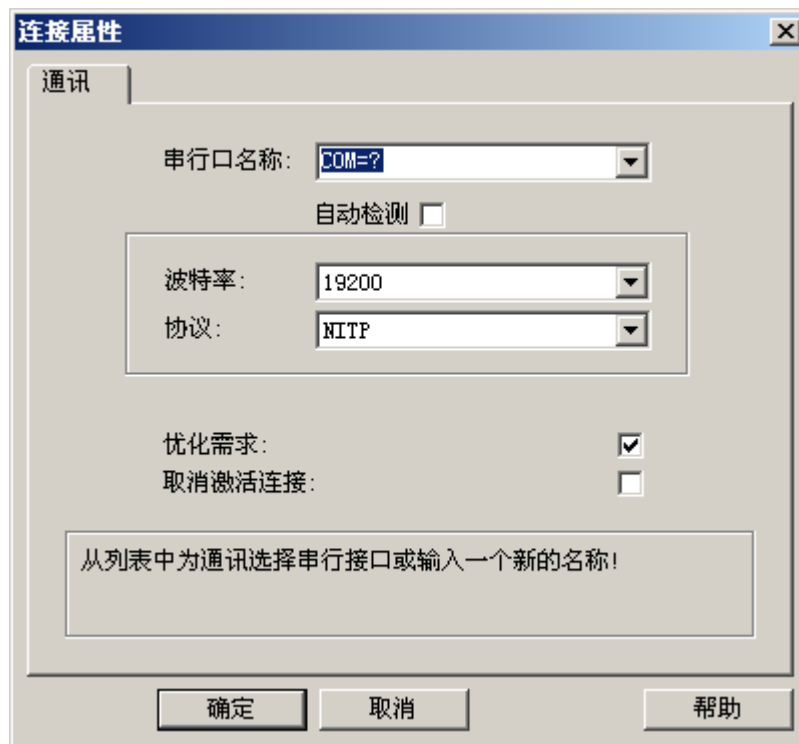 连接属性
通讯
串行口名称: COM=?
自动检测
波特率: 19200
协议: NITP
优化需求:
取消激活连接:
从列表中为通讯选择串行接口或输入一个新的名称!
确定 取消 帮助